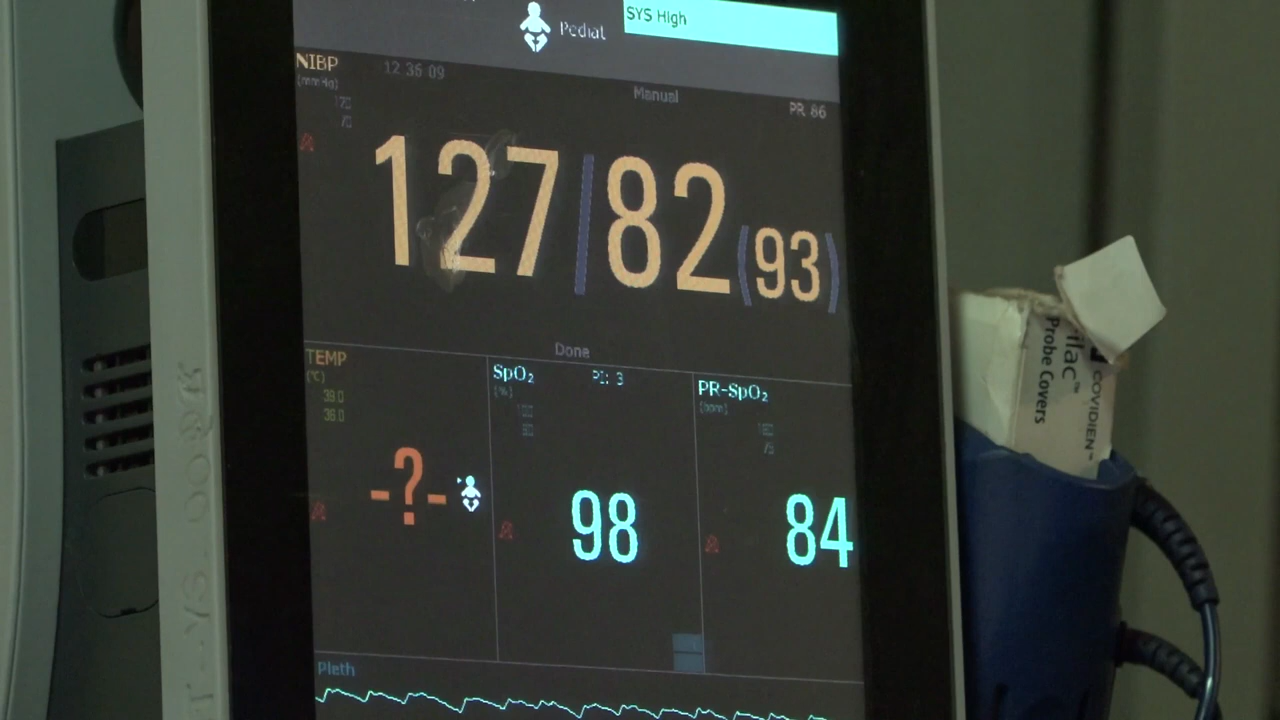 SYS High
Pediat
NIBP
12 36 09
(mmHg)
Manual
PR 86
127/82(93)
Done
TEMP
(°C)
39.0
36.0
-?-
SpO₂
PI: 3
(%)
98
PR-SpO₂
(bpm)
84
Pleth
COVIDIEN™
Probe Covers